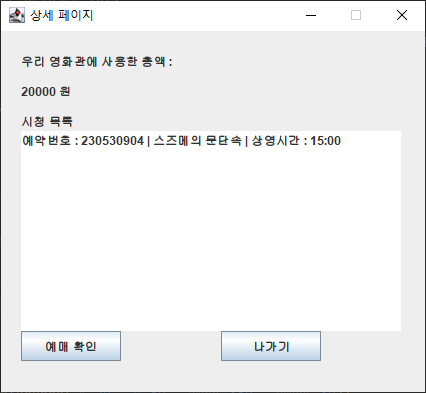 상세 페이지
우리 영화관에 사용한 총액 :
20000 원
시청 목록
예약번호 : 230530904 | 스즈메의 문단속 | 상영시간 : 15:00
예매 확인
나가기